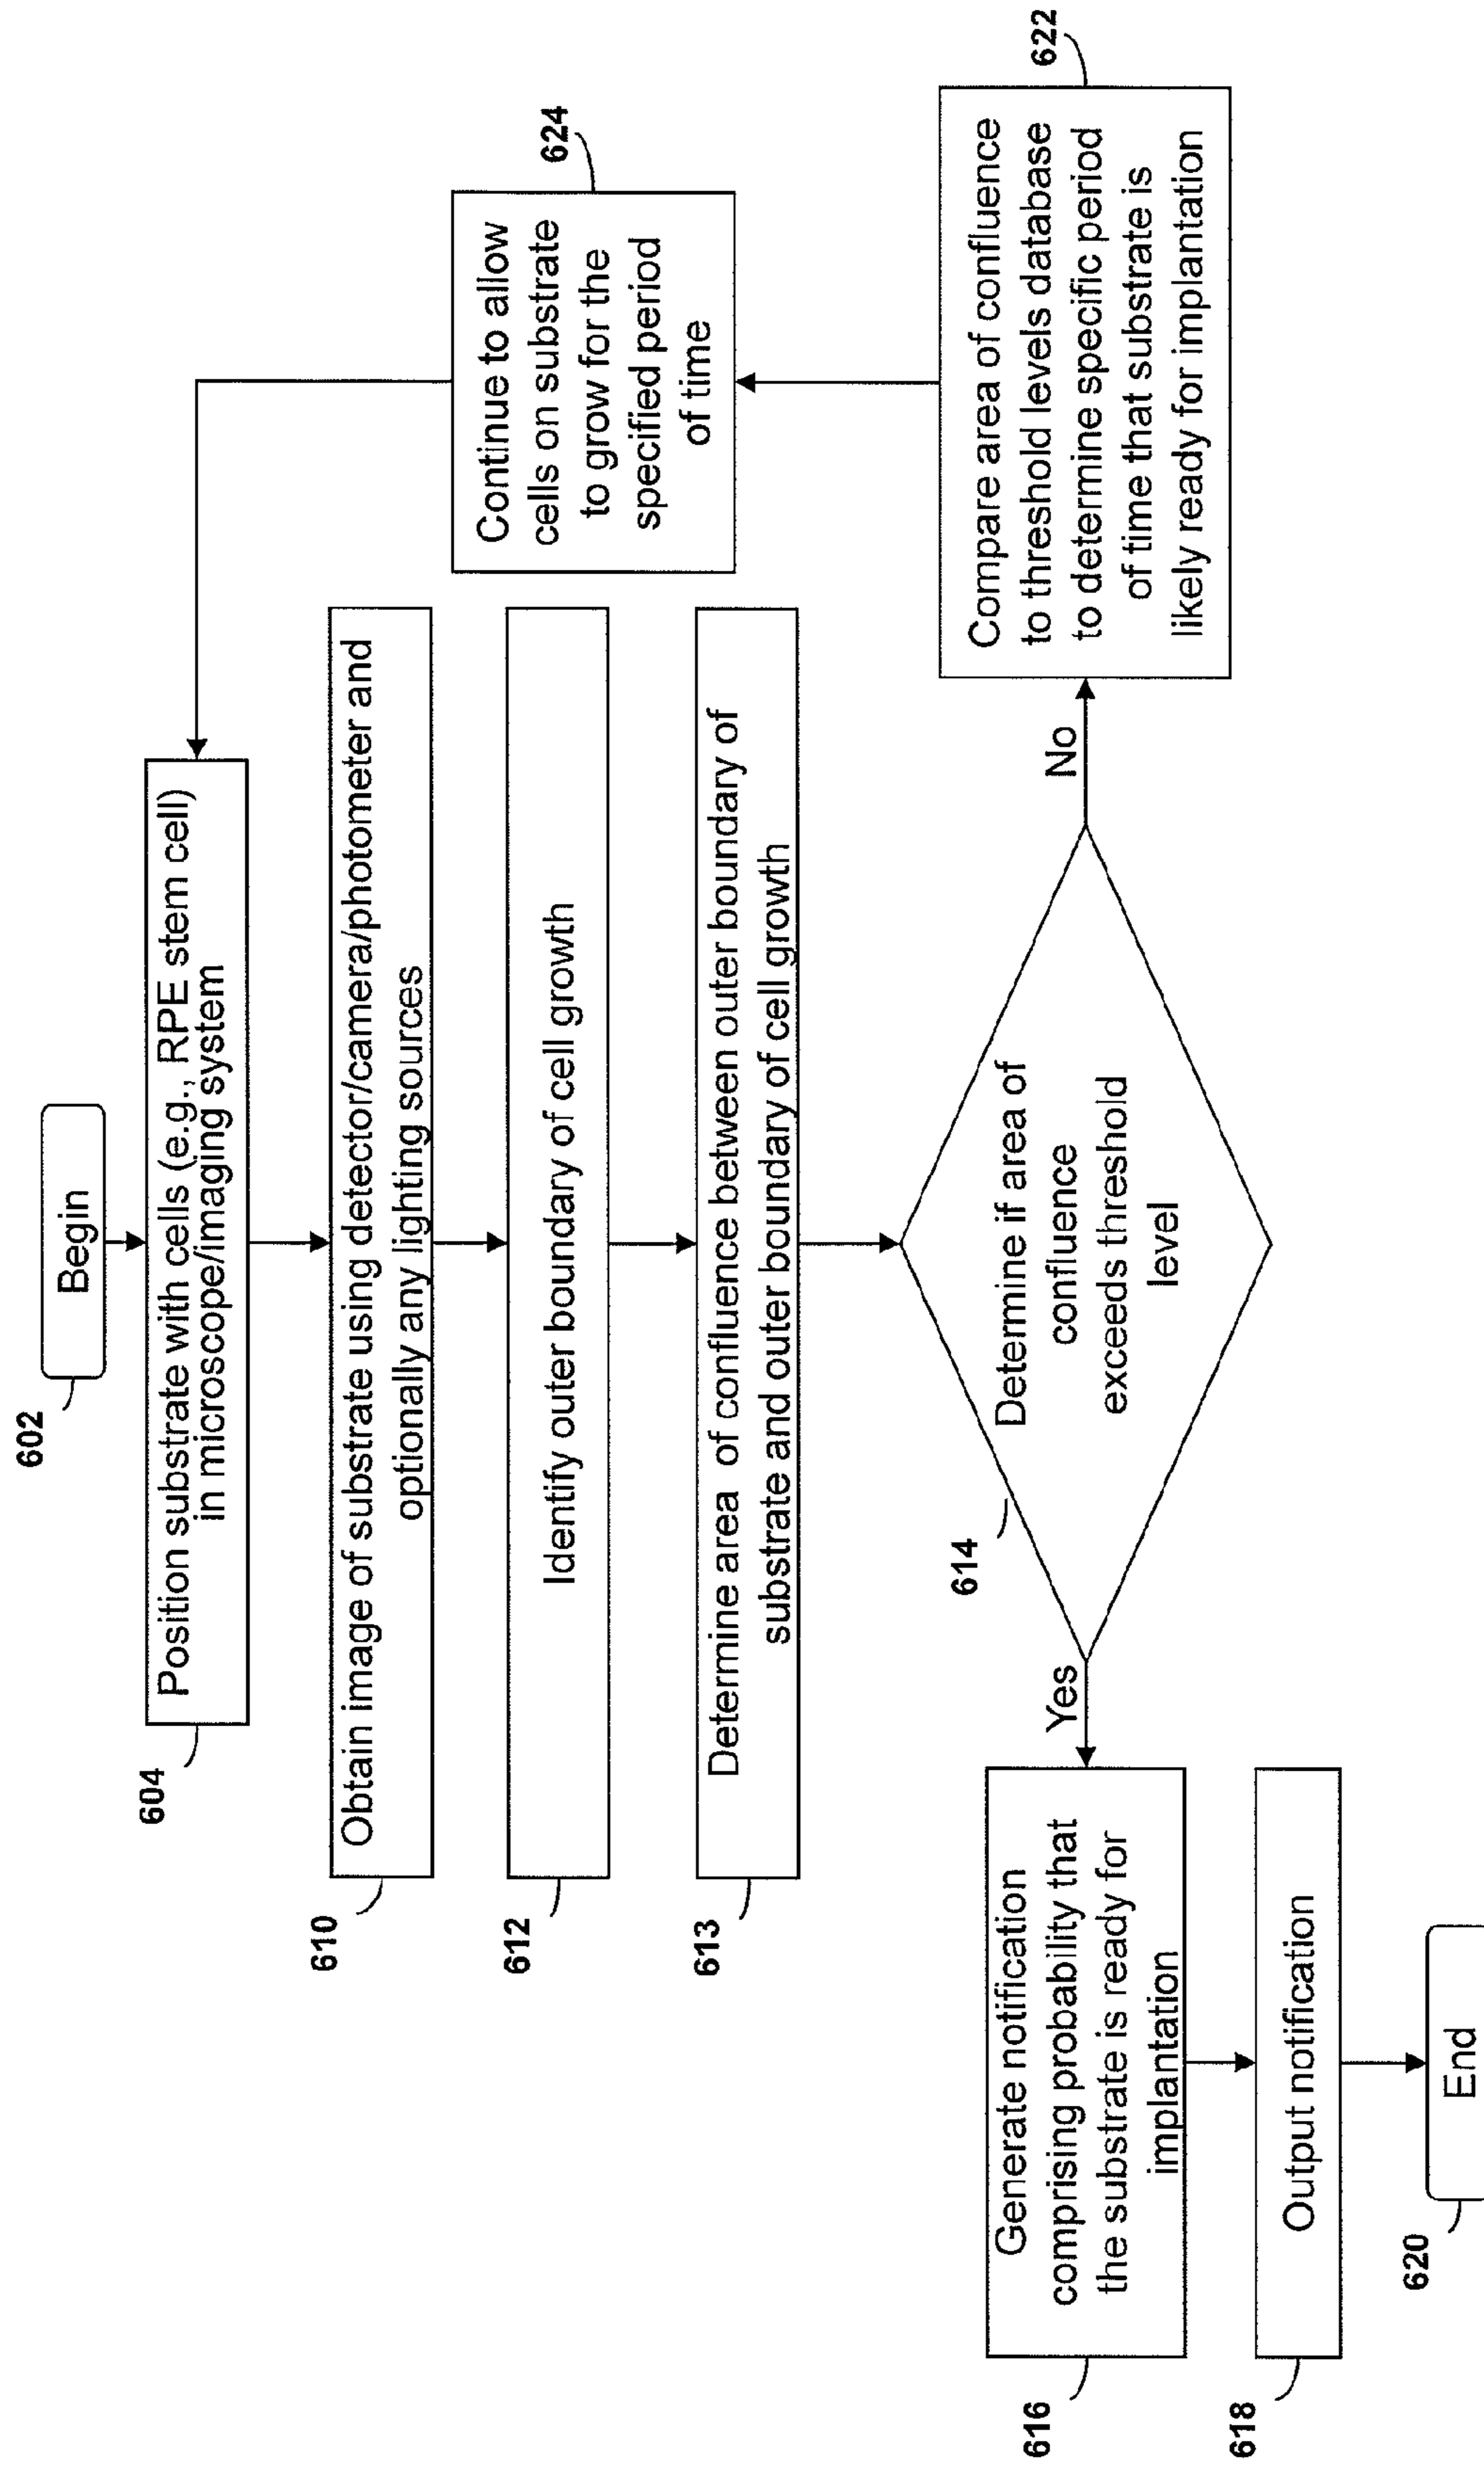 602
Begin
604
Position substrate with cells (e.g., RPE stem cell)
in microscope/imaging system
610
Obtain image of substrate using detector/camera/photometer and
optionally any lighting sources
612
Identify outer boundary of cell growth
613
Determine area of confluence between outer boundary of
substrate and outer boundary of cell growth
614
Determine if area of
confluence
exceeds threshold
level
Yes
No
616
Generate notification
comprising probability that
the substrate is ready for
implantation
618
Output notification
620
End
622
Compare area of confluence
to threshold levels database
to determine specific period
of time that substrate is
likely ready for implantation
624
Continue to allow
cells on substrate
to grow for the
specified period
of time